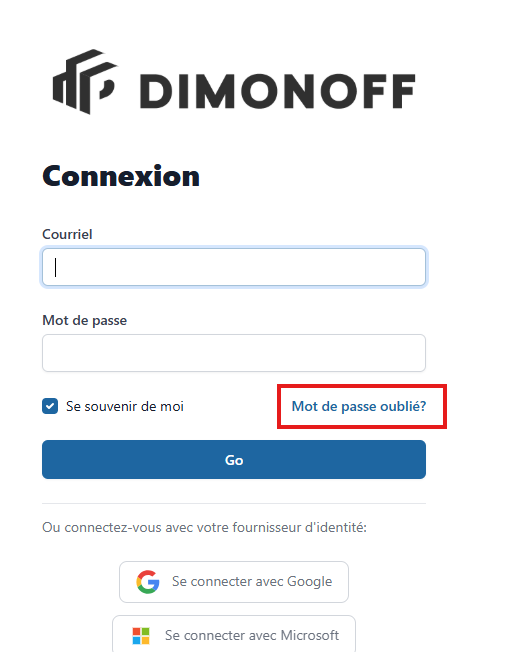 DIMONOFF
Connexion
Courriel
Mot de passe
Se souvenir de moi
Mot de passe oublié?
Go
Ou connectez-vous avec votre fournisseur d'identité:
Se connecter avec Google
Se connecter avec Microsoft